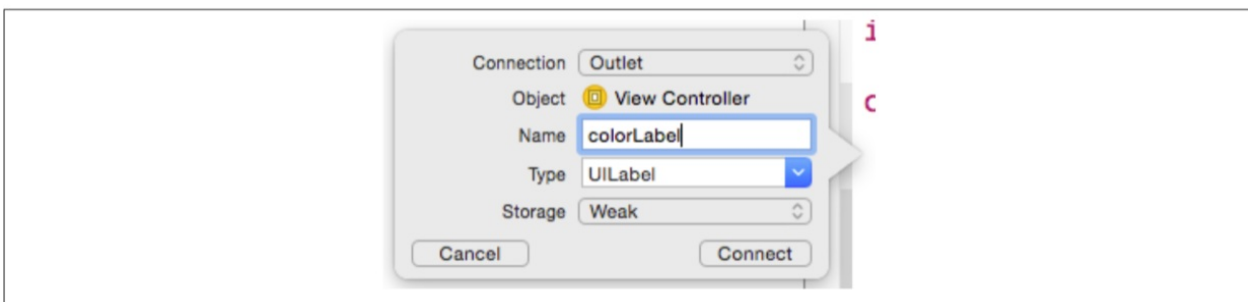 i
Connection Outlet
Object View Controller
c
Name colorLabel
Type UILabel
Storage Weak
Cancel Connect